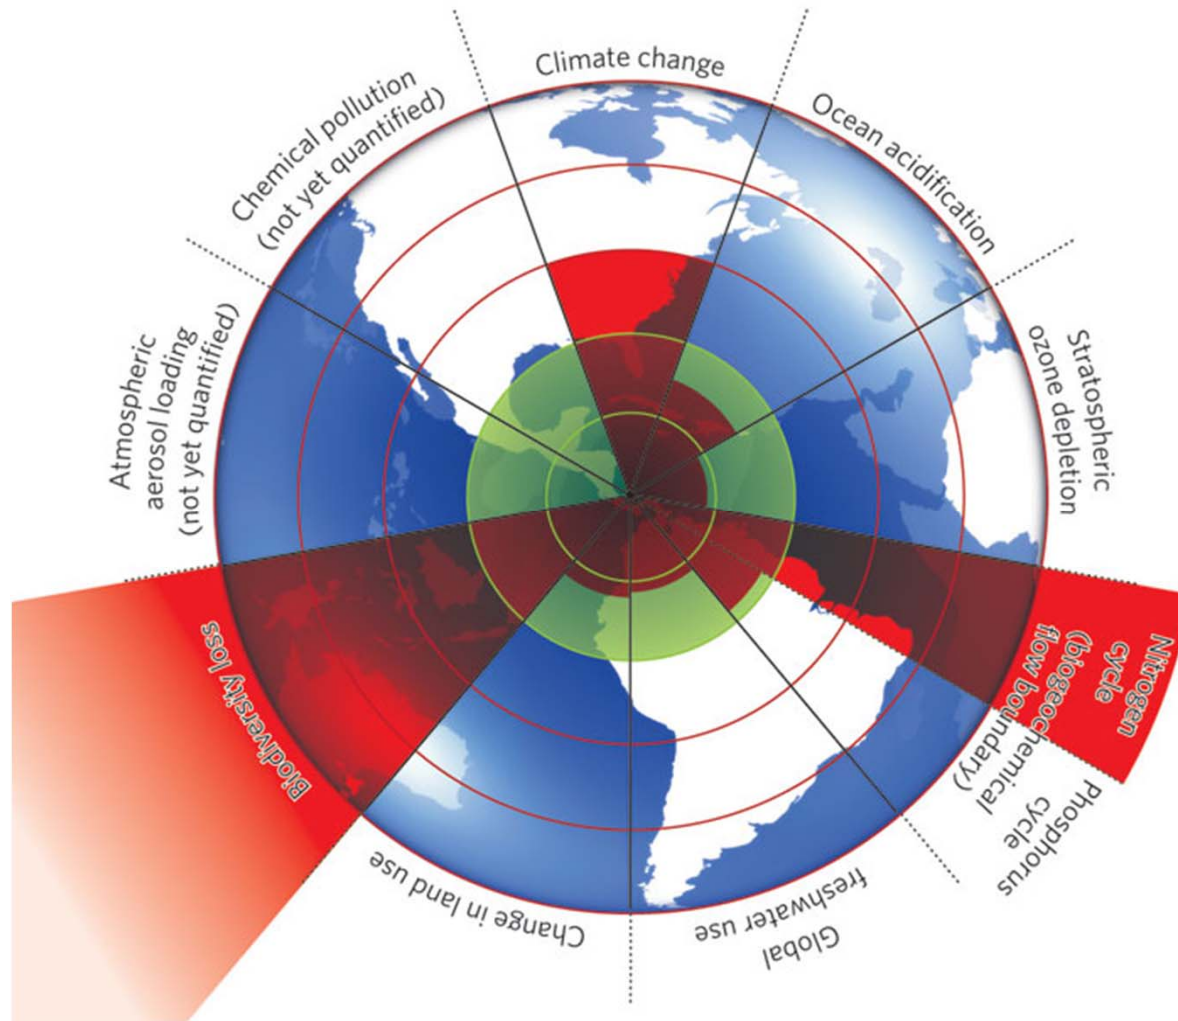 Climate change
Ocean acidification
Stratospheric
ozone depletion
Nitrogen
cycle
(biogeochemical
flow boundary)
Phosphorus
cycle
Global
freshwater use
Change in land use
Biodiversity loss
Atmospheric
aerosol loading
(not yet quantified)
Chemical pollution
(not yet quantified)